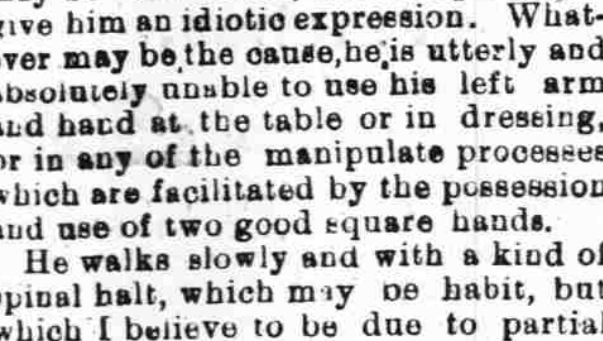 give him an idiotic expression. What-
ever may be the cause, he is utterly and
absolutely unable to use his left arm
and hand at the table or in dressing,
or in any of the manipulate processes
which are facilitated by the possession
and use of two good square hands.
He walks slowly and with a kind of
spinal halt, which may be habit, but
which I believe to be due to partial